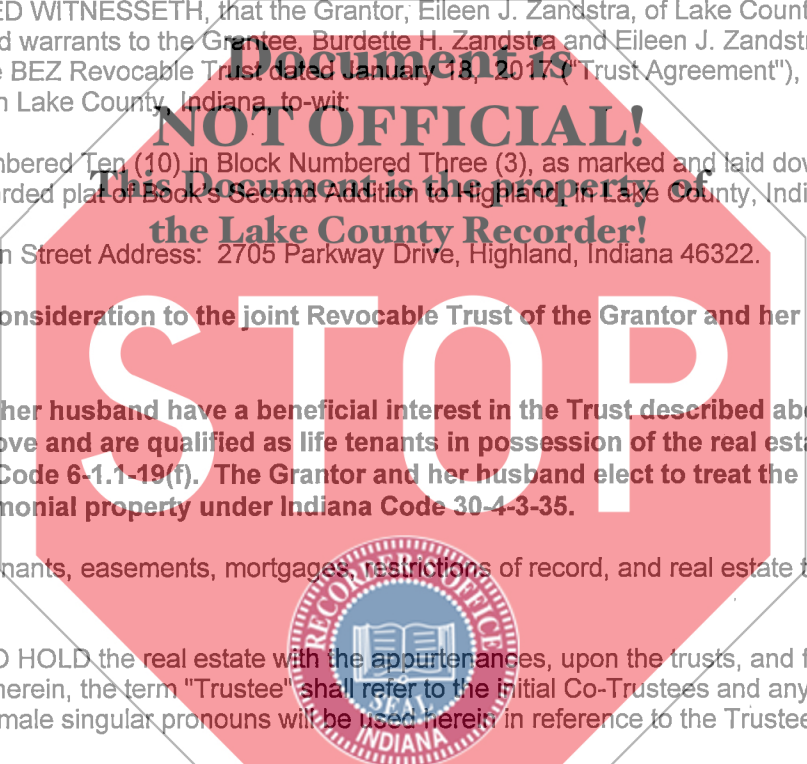 ED WITNESSETH, that the Grantor, Eileen J. Zandstra, of Lake Count
d warrants to the Grantee, Burdette H. Zandstra and Eileen J. Zandstr
e BEZ Revocable Trust dated January 18, 2017 ("Trust Agreement"),
Document is
n Lake County, Indiana, to-wit:
NOT OFFICIAL!
mbered Ten (10) in Block Numbered Three (3), as marked and laid dow
This Document is the property of
orded plat of Book's Second Addition to Highland, in Lake County, Indi
the Lake County Recorder!
n Street Address: 2705 Parkway Drive, Highland, Indiana 46322.
onsideration to the joint Revocable Trust of the Grantor and her
STOP
her husband have a beneficial interest in the Trust described abo
ove and are qualified as life tenants in possession of the real esta
Code 6-1.1-19(f). The Grantor and her husband elect to treat the
monial property under Indiana Code 30-4-3-35.
nants, easements, mortgages, restrictions of record, and real estate t
RECORDER'S OFFICE
O HOLD the real estate with the appurtenances, upon the trusts, and f
herein, the term "Trustee" shall refer to the initial Co-Trustees and any
SEAL
male singular pronouns will be used herein in reference to the Trustee
INDIANA